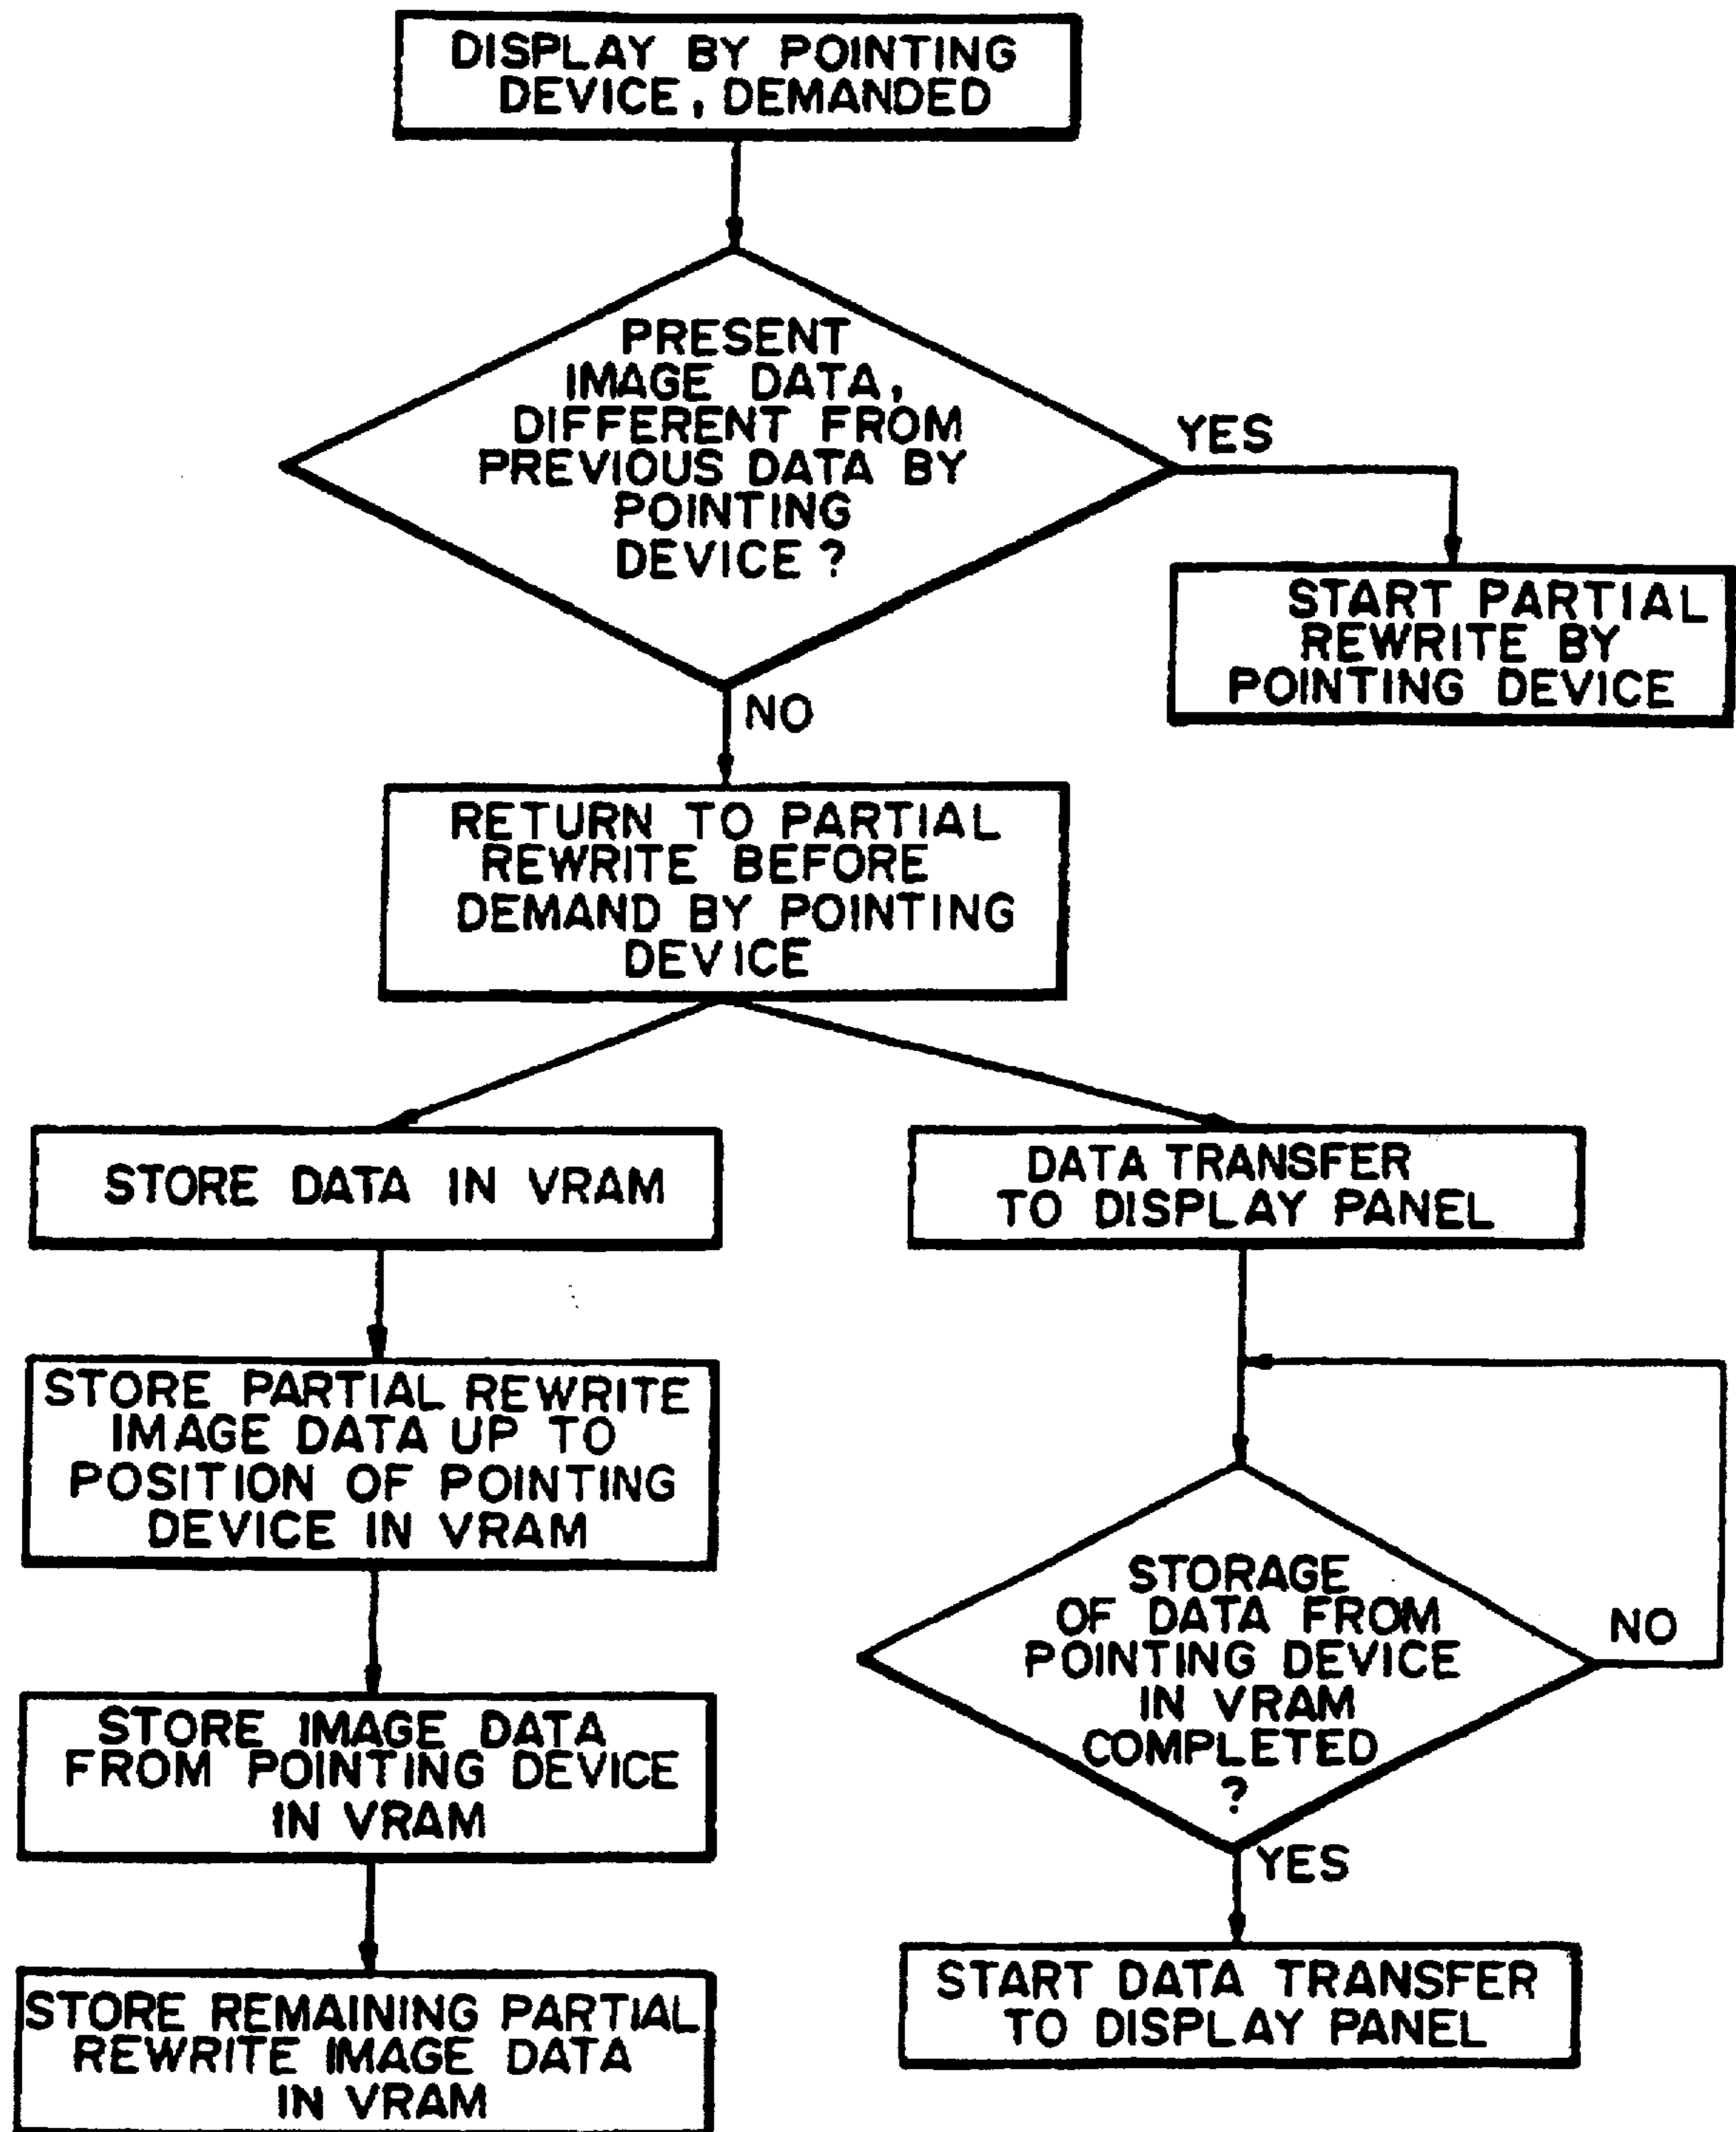 DISPLAY BY POINTING
DEVICE, DEMANDED
PRESENT
IMAGE DATA,
DIFFERENT FROM
PREVIOUS DATA BY
POINTING
DEVICE?
YES
START PARTIAL
REWRITE BY
POINTING DEVICE
NO
RETURN TO PARTIAL
REWRITE BEFORE
DEMAND BY POINTING
DEVICE
STORE DATA IN VRAM
STORE PARTIAL REWRITE
IMAGE DATA UP TO
POSITION OF POINTING
DEVICE IN VRAM
STORE IMAGE DATA
FROM POINTING DEVICE
IN VRAM
STORE REMAINING PARTIAL
REWRITE IMAGE DATA
IN VRAM
DATA TRANSFER
TO DISPLAY PANEL
STORAGE
OF DATA FROM
POINTING DEVICE
IN VRAM
COMPLETED
?
NO
YES
START DATA TRANSFER
TO DISPLAY PANEL